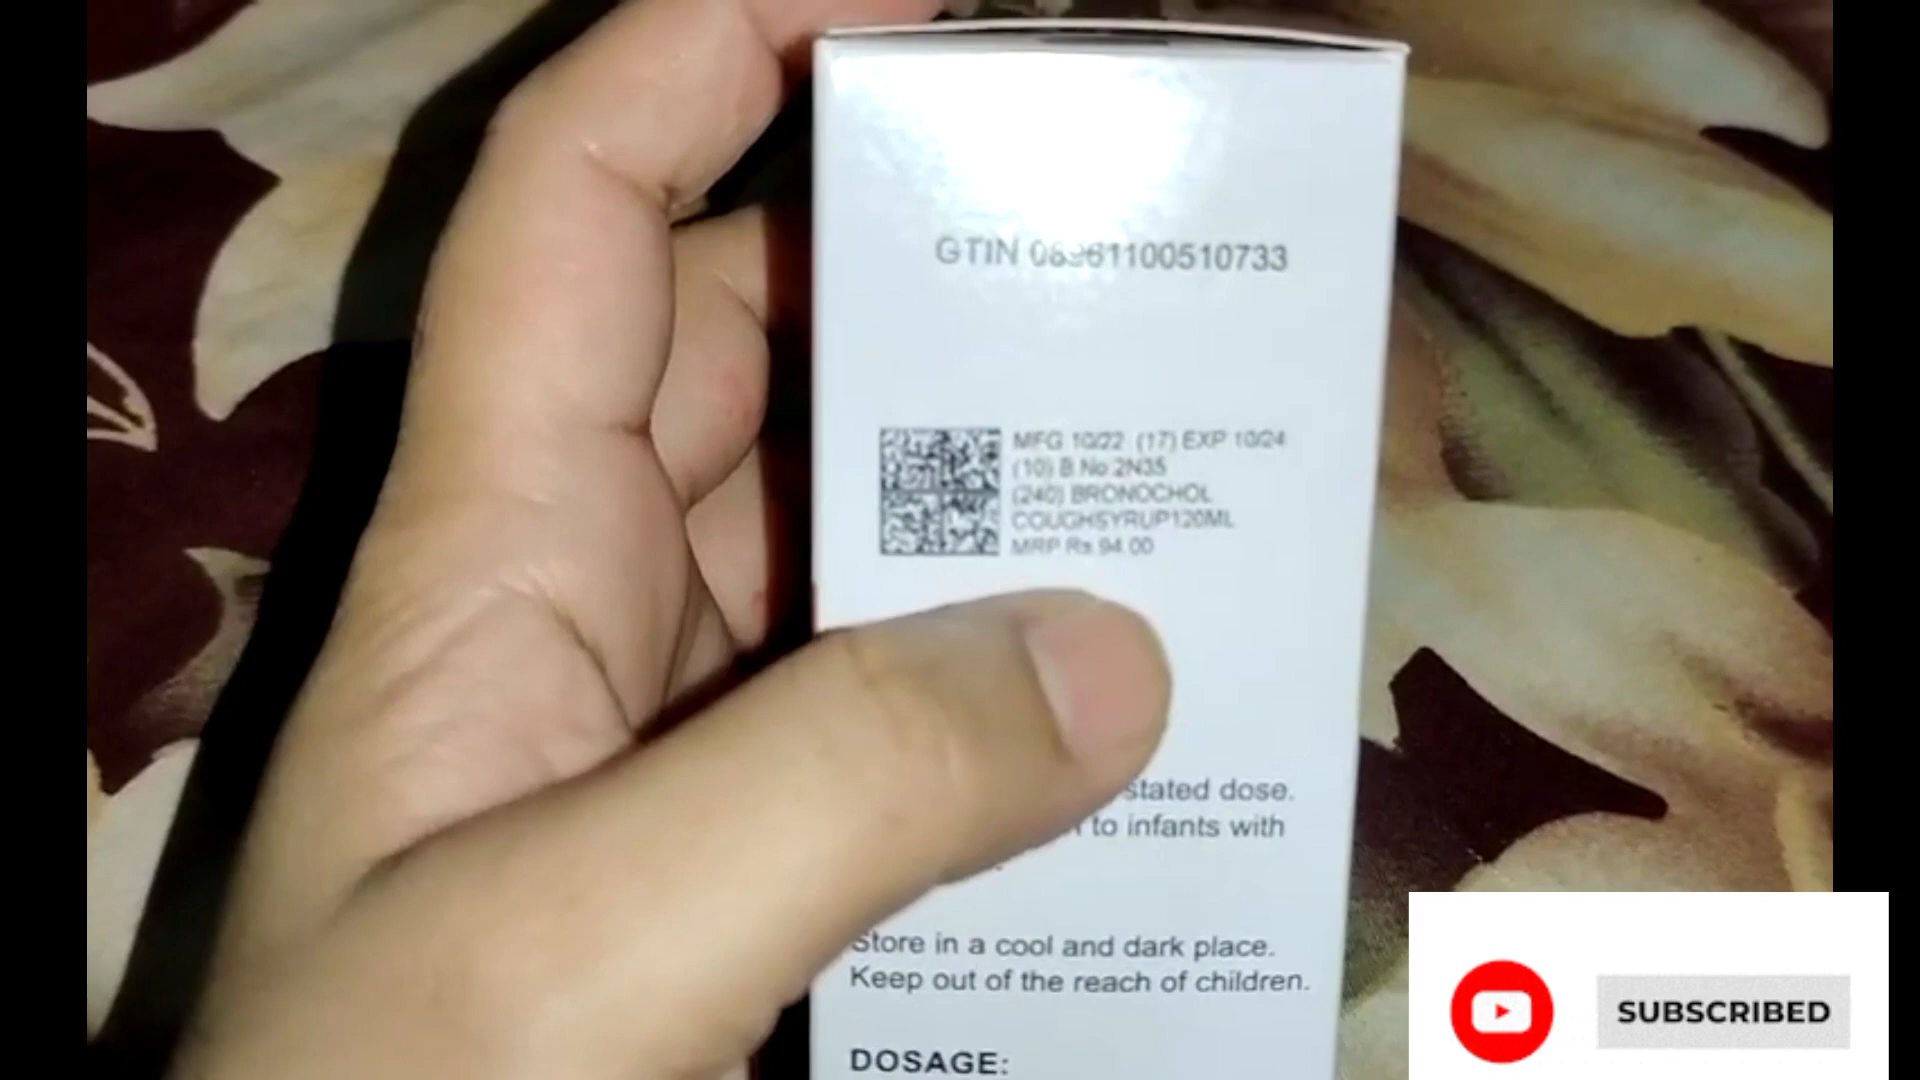 GTIN 08961100510733
MFG 10/22 (17) EXP 10/24
(10) B.No 2N35
(240) BRONOCHOL
COUGHSYRUP120ML
MRP Rs.94.00
stated dose.
to infants with
Store in a cool and dark place.
Keep out of the reach of children.
DOSAGE:
SUBSCRIBED